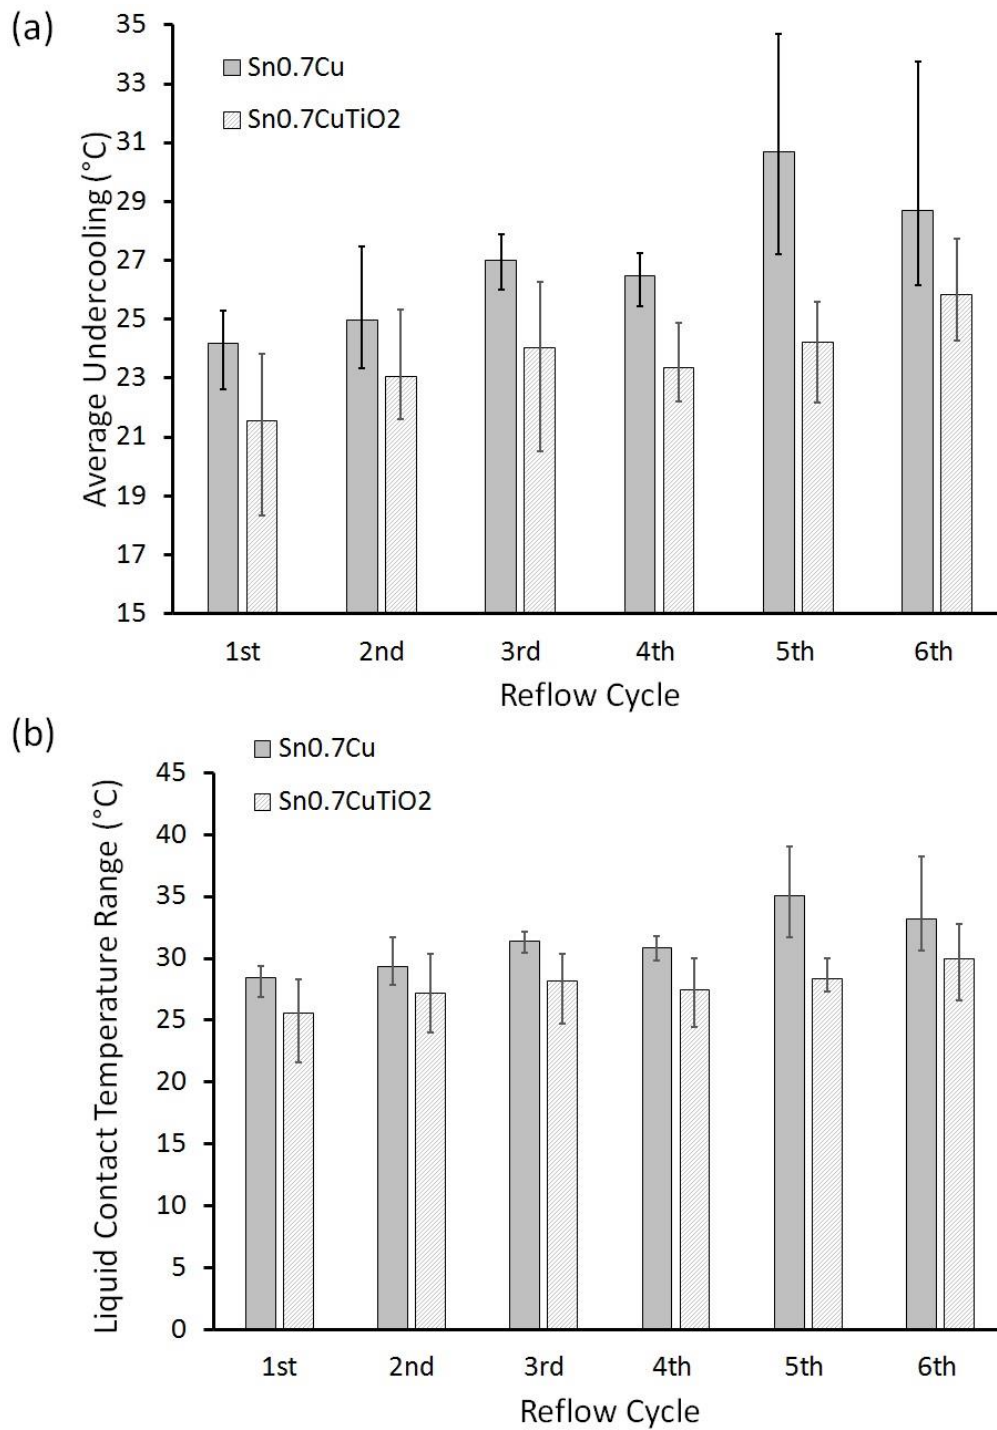 (a)
35
33
31
29
27
25
23
21
19
17
15
Average Undercooling (°C)
Sn0.7Cu
Sn0.7CuTiO2
1st 2nd 3rd 4th 5th 6th
Reflow Cycle
(b)
Sn0.7Cu
Sn0.7CuTiO2
45
40
35
30
25
20
15
10
5
0
Liquid Contact Temperature Range (°C)
1st 2nd 3rd 4th 5th 6th
Reflow Cycle